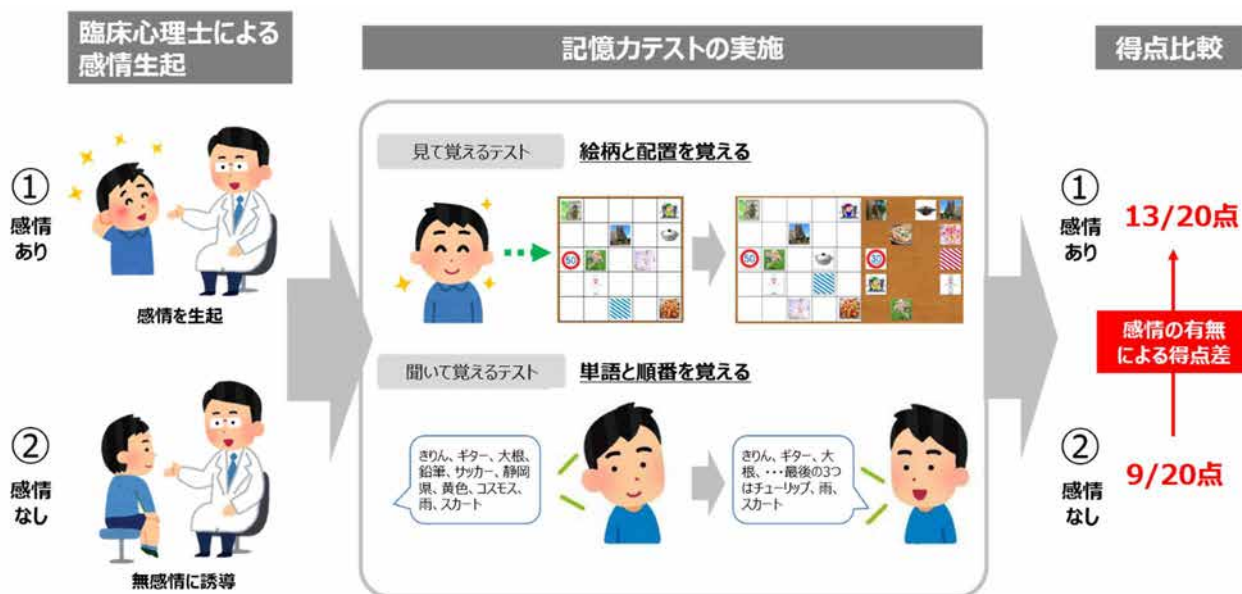 臨床心理士による
感情生起
記憶力テストの実施
得点比較
①
感情
あり
感情を生起
②
感情
なし
無感情に誘導
見て覚えるテスト
絵柄と配置を覚える
50
50
30
聞いて覚えるテスト
単語と順番を覚える
きりん、ギター、大根、
鉛筆、サッカー、静岡
県、黄色、コスモス、
雨、スカート
きりん、ギター、大
根、・・・最後の3つ
はチューリップ、雨、
スカート
①
感情
あり
13/20点
感情の有無
による得点差
②
感情
なし
9/20点